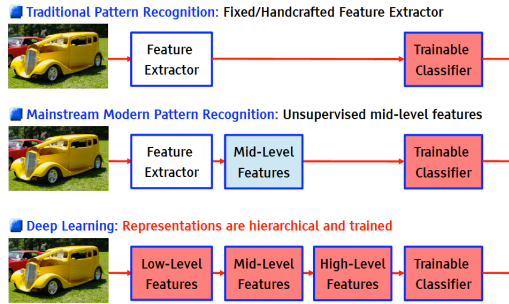 Traditional Pattern Recognition: Fixed/Handcrafted Feature Extractor
Feature
Extractor
Trainable
Classifier
Mainstream Modern Pattern Recognition: Unsupervised mid-level features
Feature
Extractor
Mid-Level
Features
Trainable
Classifier
Deep Learning: Representations are hierarchical and trained
Low-Level
Features
Mid-Level
Features
High-Level
Features
Trainable
Classifier